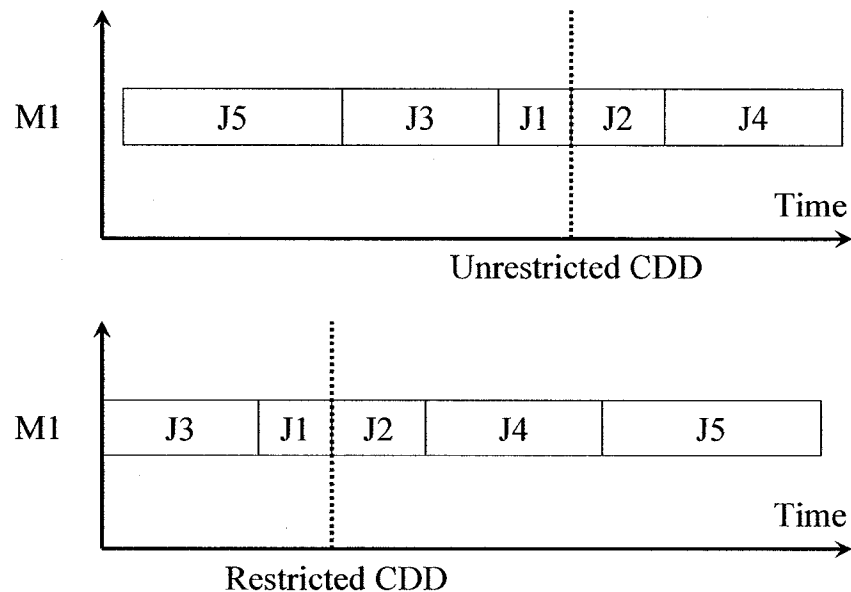 M1 J5 J3 J1 J2 J4
Time
Unrestricted CDD
M1 J3 J1 J2 J4 J5
Time
Restricted CDD